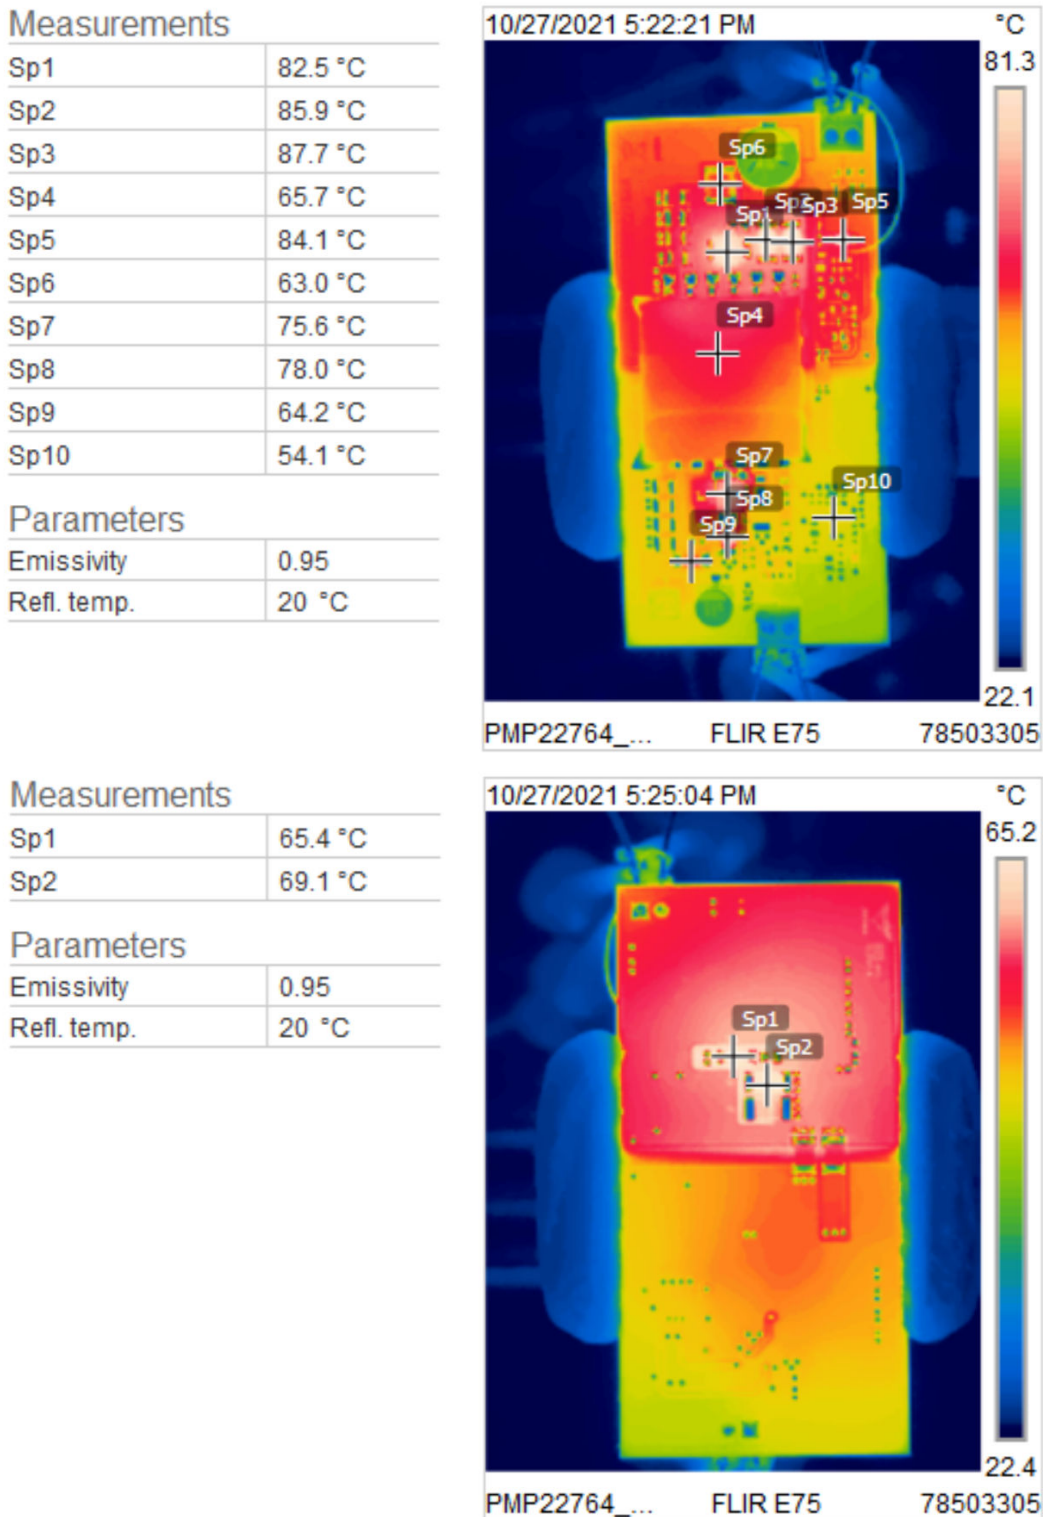 Measurements
Sp1 82.5 °C
Sp2 85.9 °C
Sp3 87.7 °C
Sp4 65.7 °C
Sp5 84.1 °C
Sp6 63.0 °C
Sp7 75.6 °C
Sp8 78.0 °C
Sp9 64.2 °C
Sp10 54.1 °C
Parameters
Emissivity 0.95
Refl. temp. 20 °C
10/27/2021 5:22:21 PM °C
81.3
Sp6
Sp1 Sp2 Sp3 Sp5
Sp4
Sp7
Sp10
Sp8
Sp9
22.1
PMP22764_... FLIR E75 78503305
Measurements
Sp1 65.4 °C
Sp2 69.1 °C
Parameters
Emissivity 0.95
Refl. temp. 20 °C
10/27/2021 5:25:04 PM °C
65.2
Sp1
Sp2
22.4
PMP22764_... FLIR E75 78503305